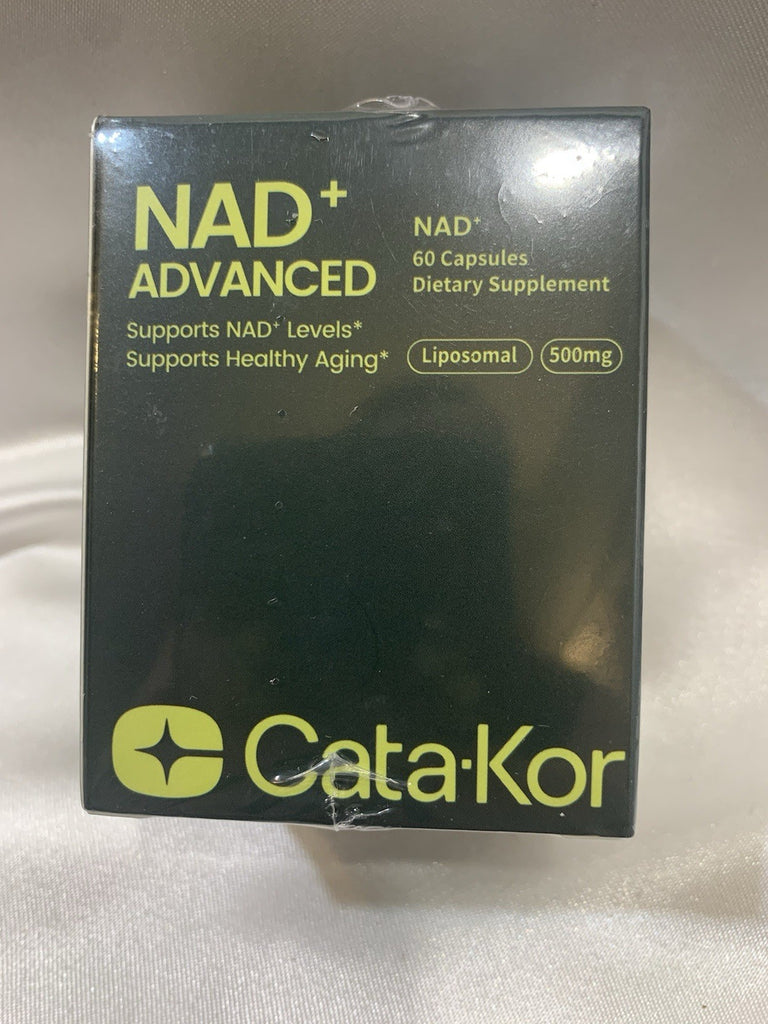 NAD⁺
ADVANCED
Supports NAD⁺ Levels*
Supports Healthy Aging*
NAD⁺
60 Capsules
Dietary Supplement
Liposomal 500mg
Cata·Kor